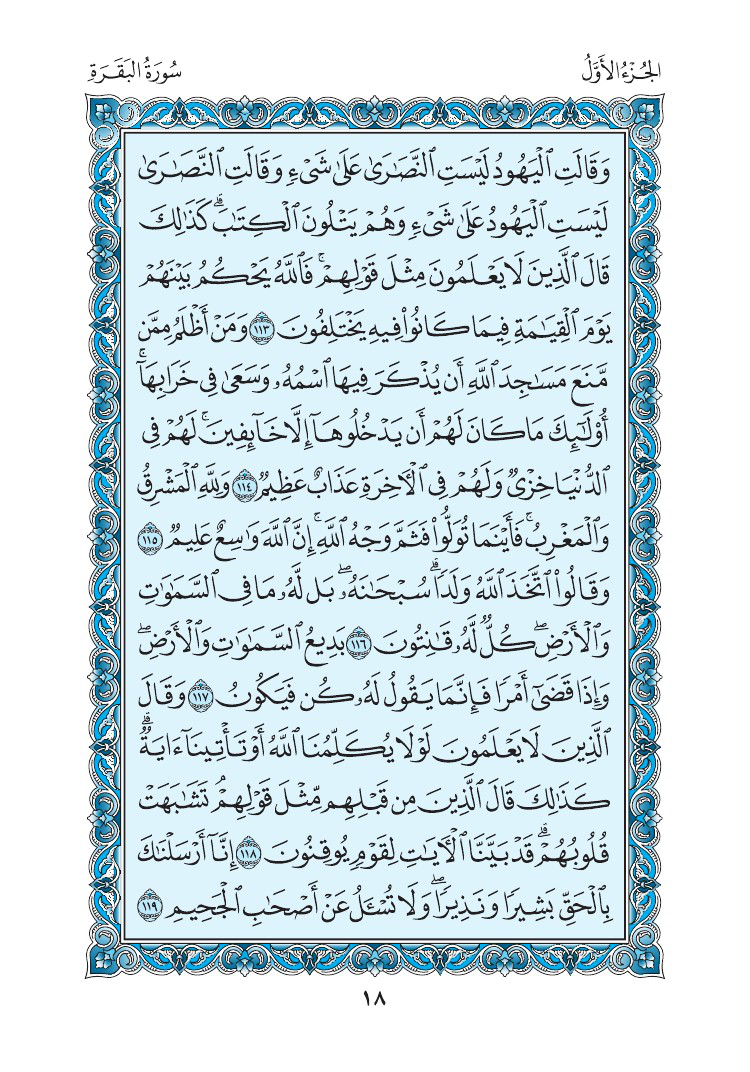 الجُزْءُ الأَوَّلُ
سُورَةُ البَقَرَةِ
وَقَالَتِ ٱلۡيَهُودُ لَيۡسَتِ ٱلنَّصَٰرَىٰ عَلَىٰ شَيۡءٖ وَقَالَتِ ٱلنَّصَٰرَىٰ
لَيۡسَتِ ٱلۡيَهُودُ عَلَىٰ شَيۡءٖ وَهُمۡ يَتۡلُونَ ٱلۡكِتَٰبَۗ كَذَٰلِكَ
قَالَ ٱلَّذِينَ لَا يَعۡلَمُونَ مِثۡلَ قَوۡلِهِمۡۚ فَٱللَّهُ يَحۡكُمُ بَيۡنَهُمۡ
يَوۡمَ ٱلۡقِيَٰمَةِ فِيمَا كَانُواْ فِيهِ يَخۡتَلِفُونَ ١١٣ وَمَنۡ أَظۡلَمُ مِمَّن
مَّنَعَ مَسَٰجِدَ ٱللَّهِ أَن يُذۡكَرَ فِيهَا ٱسۡمُهُۥ وَسَعَىٰ فِي خَرَابِهَآۚ
أُوْلَٰٓئِكَ مَا كَانَ لَهُمۡ أَن يَدۡخُلُوهَآ إِلَّا خَآئِفِينَۚ لَهُمۡ فِي
ٱلدُّنۡيَا خِزۡيٞ وَلَهُمۡ فِي ٱلۡأٓخِرَةِ عَذَابٌ عَظِيمٞ ١١٤ وَلِلَّهِ ٱلۡمَشۡرِقُ
وَٱلۡمَغۡرِبُۚ فَأَيۡنَمَا تُوَلُّواْ فَثَمَّ وَجۡهُ ٱللَّهِۚ إِنَّ ٱللَّهَ وَٰسِعٌ عَلِيمٞ ١١٥
وَقَالُواْ ٱتَّخَذَ ٱللَّهُ وَلَدٗاۗ سُبۡحَٰنَهُۥۖ بَل لَّهُۥ مَا فِي ٱلسَّمَٰوَٰتِ
وَٱلۡأَرۡضِۖ كُلّٞ لَّهُۥ قَٰنِتُونَ ١١٦ بَدِيعُ ٱلسَّمَٰوَٰتِ وَٱلۡأَرۡضِۖ
وَإِذَا قَضَىٰٓ أَمۡرٗا فَإِنَّمَا يَقُولُ لَهُۥ كُن فَيَكُونُ ١١٧ وَقَالَ
ٱلَّذِينَ لَا يَعۡلَمُونَ لَوۡلَا يُكَلِّمُنَا ٱللَّهُ أَوۡ تَأۡتِينَآ ءَايَةٞۗ
كَذَٰلِكَ قَالَ ٱلَّذِينَ مِن قَبۡلِهِم مِّثۡلَ قَوۡلِهِمۡۘ تَشَٰبَهَتۡ
قُلُوبُهُمۡۗ قَدۡ بَيَّنَّا ٱلۡأٓيَٰتِ لِقَوۡمٖ يُوقِنُونَ ١١٨ إِنَّآ أَرۡسَلۡنَٰكَ
بِٱلۡحَقِّ بَشِيرٗا وَنَذِيرٗاۖ وَلَا تُسۡـَٔلُ عَنۡ أَصۡحَٰبِ ٱلۡجَحِيمِ ١١٩
١٨